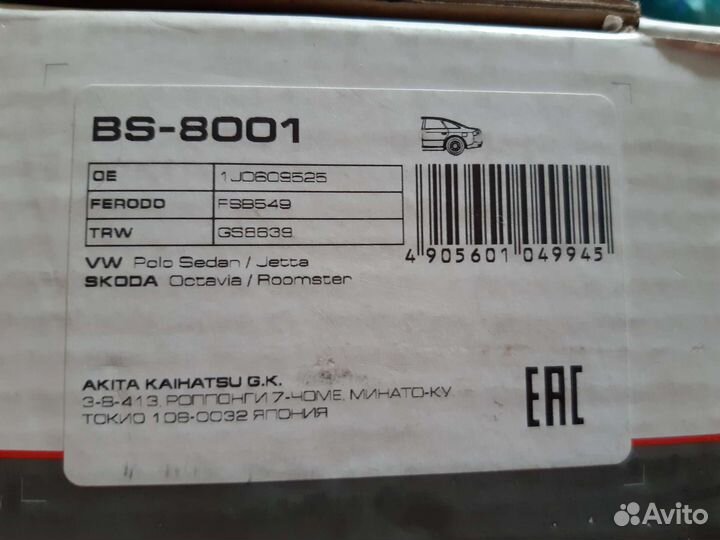 BS-8001
OE 1J0609525
FERODO FSB549
TRW GS8639
VW Polo Sedan / Jetta
SKODA Octavia / Roomster
4 905601 049945
AKITA KAIHATSU G.K.
3-8-413, РОППОНГИ 7-ЧОМЕ, МИНАТО-КУ
ТОКИО 106-0032 ЯПОНИЯ
EAC
Avito